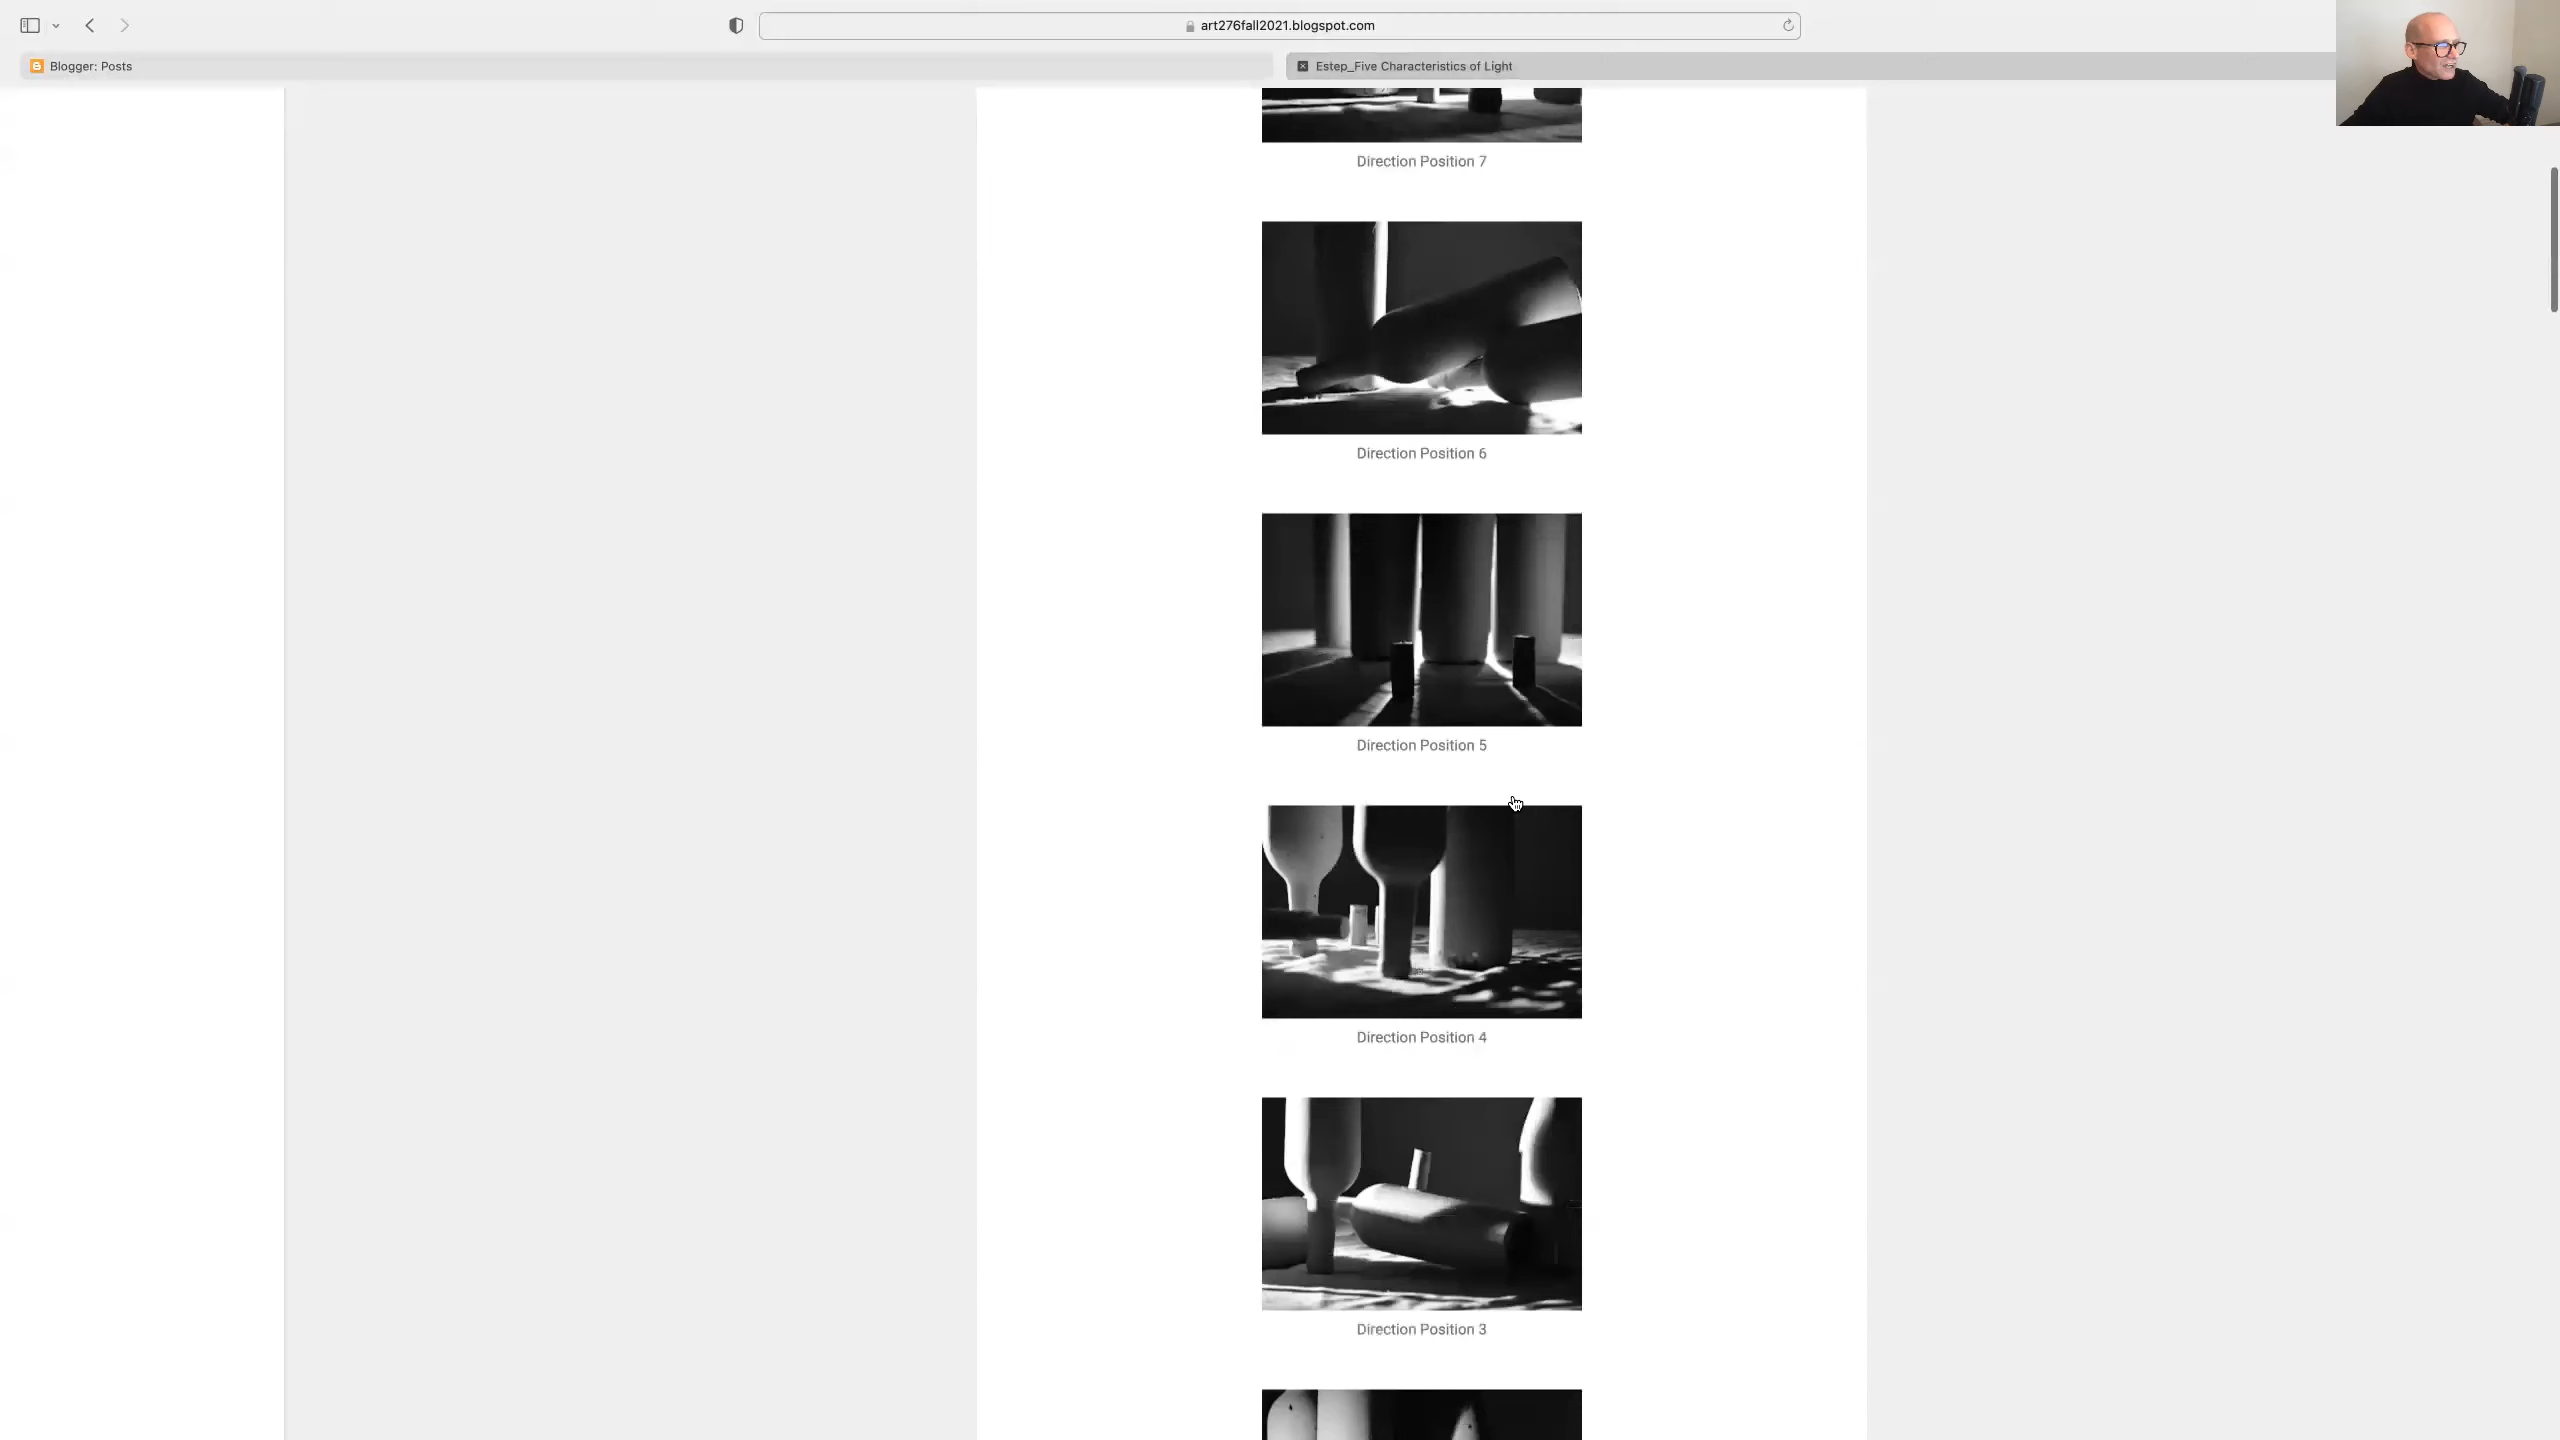 art276fall2021.blogspot.com
Blogger: Posts
Estep_Five Characteristics of Light
Direction Position 7
Direction Position 6
Direction Position 5
Direction Position 4
Direction Position 3